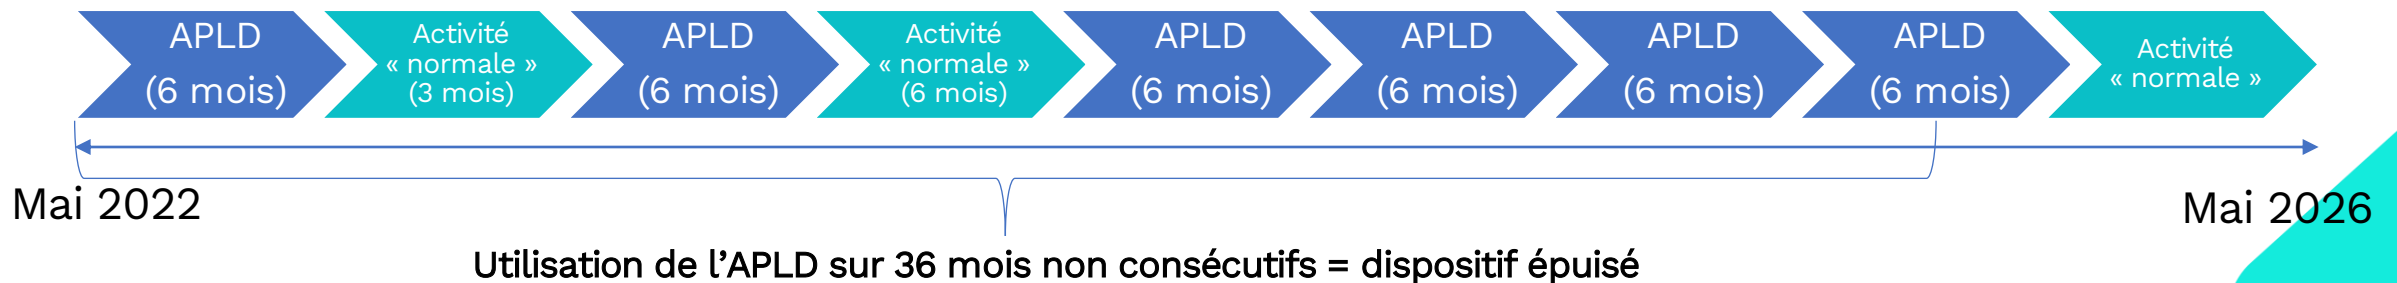 APLD
(6 mois)
Activité
« normale »
(3 mois)
APLD
(6 mois)
Activité
« normale »
(6 mois)
APLD
(6 mois)
APLD
(6 mois)
APLD
(6 mois)
APLD
(6 mois)
Activité
« normale »
Mai 2022
Mai 2026
Utilisation de l’APLD sur 36 mois non consécutifs = dispositif épuisé